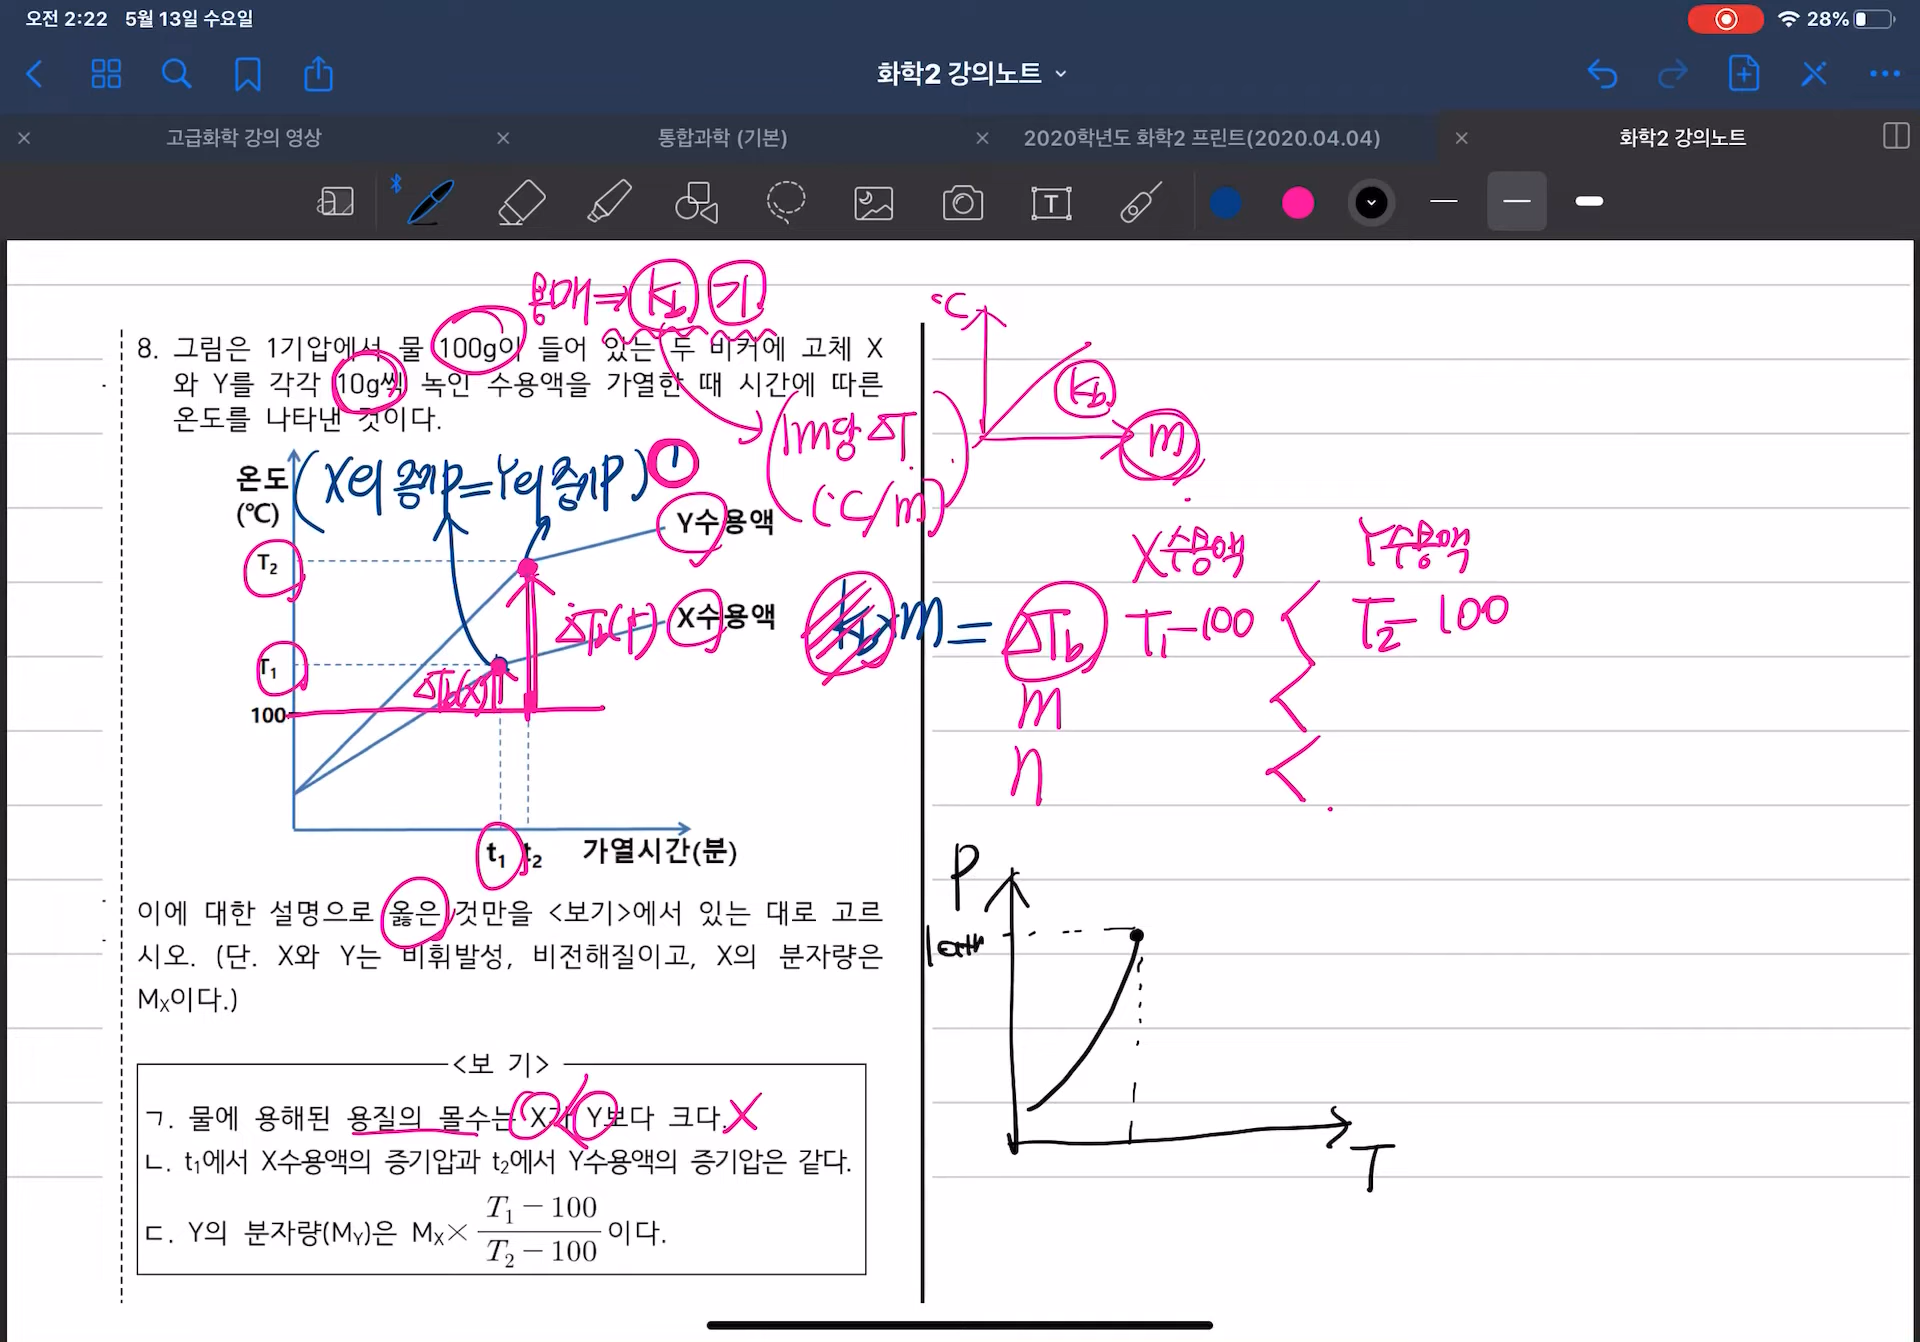 오전 2:22 5월 13일 수요일
28%
화학2 강의노트
고급화학 강의 영상
통합과학 (기본)
2020학년도 화학2 프린트(2020.04.04)
화학2 강의노트
용매⇒ kb 기
8. 그림은 1기압에서 물 100g이 들어 있는 두 비커에 고체 X
와 Y를 각각 10g씩 녹인 수용액을 가열한 때 시간에 따른
온도를 나타낸 것이다.
℃
kb
m
(1m당 ΔT
(℃/m))
온도
(℃)
(X의 증기P=Y의 증기P) 1
Y수용액
T₂
X수용액
ΔTb(Y)
T₁
ΔTb(X)
100
t₁ t₂ 가열시간(분)
X수용액 Y수용액
kb×m= ΔTb T₁-100 < T₂-100
m <
n <
이에 대한 설명으로 옳은 것만을 <보기>에서 있는 대로 고르
시오. (단. X와 Y는 비휘발성, 비전해질이고, X의 분자량은
Mx이다.)
<보 기>
ㄱ. 물에 용해된 용질의 몰수는 X가 < Y보다 크다. X
ㄴ. t₁에서 X수용액의 증기압과 t₂에서 Y수용액의 증기압은 같다.
ㄷ. Y의 분자량(MY)은 Mx× (T₁ − 100)/(T₂ − 100) 이다.
P
1atm
T